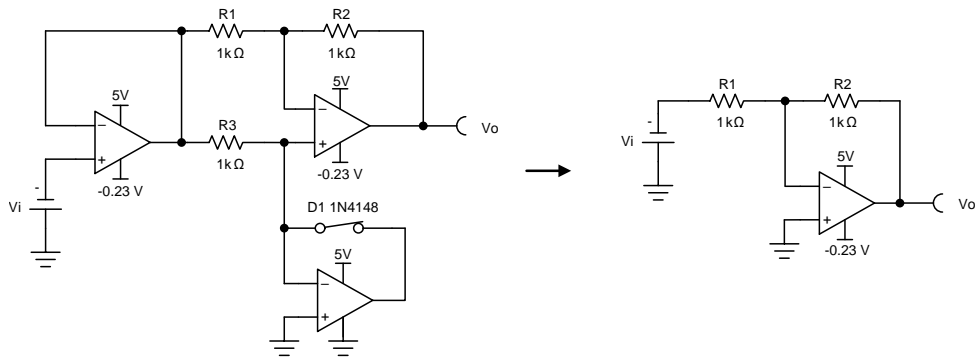 R1
R2
1kΩ
1kΩ
5V
5V
R3
1kΩ
-0.23 V
-0.23 V
Vo
-
Vi
D1 1N4148
5V
R1
R2
1kΩ
1kΩ
-
Vi
5V
-0.23 V
Vo